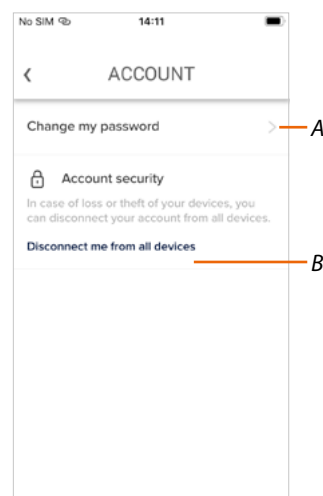 No SIM 14:11
ACCOUNT
Change my password
A
Account security
In case of loss or theft of your devices, you
can disconnect your account from all devices.
Disconnect me from all devices
B